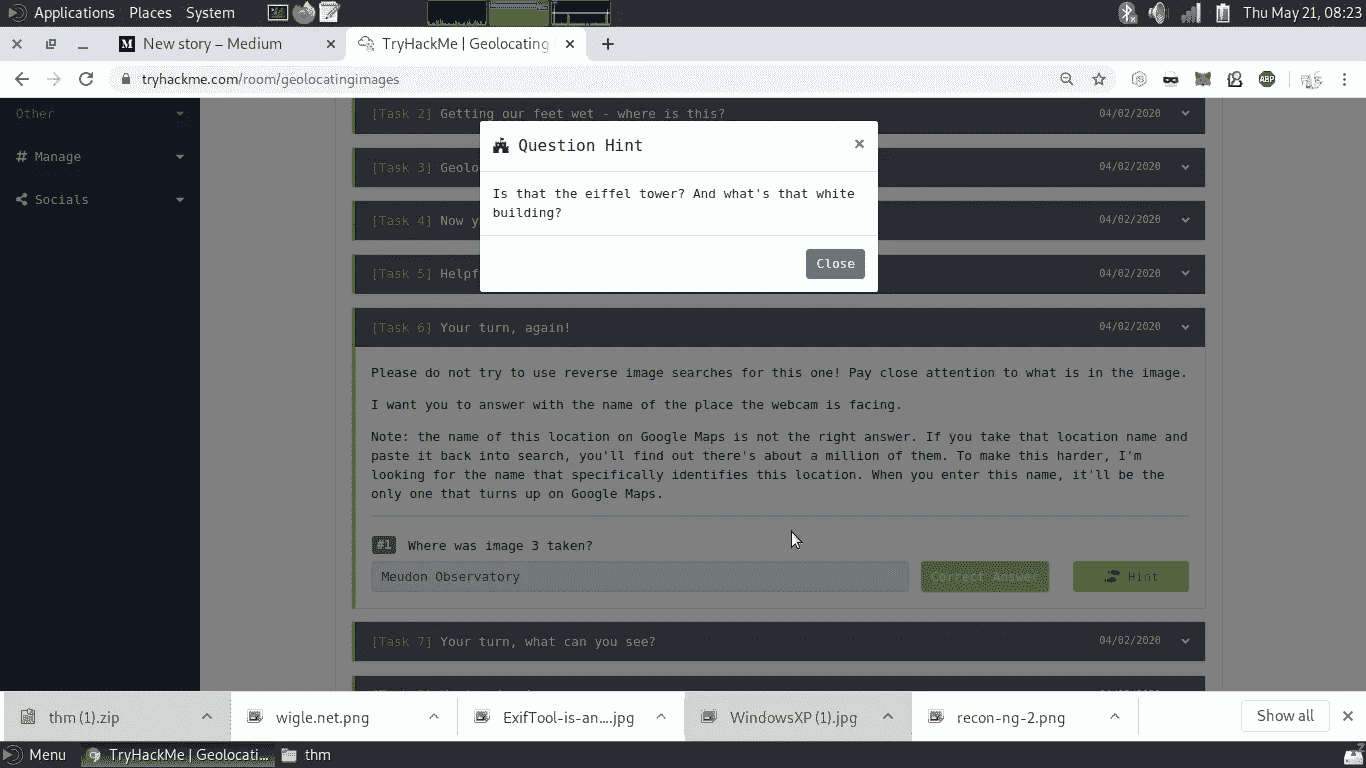 Applications Places System Thu May 21, 08:23
New story – Medium TryHackMe | Geolocating
tryhackme.com/room/geolocatingimages ABP
Other
# Manage
Socials
[Task 2] Getting our feet wet - where is this? 04/02/2020
Question Hint ×
[Task 3] Geolo 04/02/2020
Is that the eiffel tower? And what's that white
building?
[Task 4] Now y 04/02/2020
Close
[Task 5] Helpf 04/02/2020
[Task 6] Your turn, again! 04/02/2020
Please do not try to use reverse image searches for this one! Pay close attention to what is in the image.
I want you to answer with the name of the place the webcam is facing.
Note: the name of this location on Google Maps is not the right answer. If you take that location name and
paste it back into search, you'll find out there's about a million of them. To make this harder, I'm
looking for the name that specifically identifies this location. When you enter this name, it'll be the
only one that turns up on Google Maps.
#1 Where was image 3 taken?
Meudon Observatory Correct Answer Hint
[Task 7] Your turn, what can you see? 04/02/2020
thm (1).zip wigle.net.png ExifTool-is-an....jpg WindowsXP (1).jpg recon-ng-2.png Show all
Menu TryHackMe | Geolocati... thm